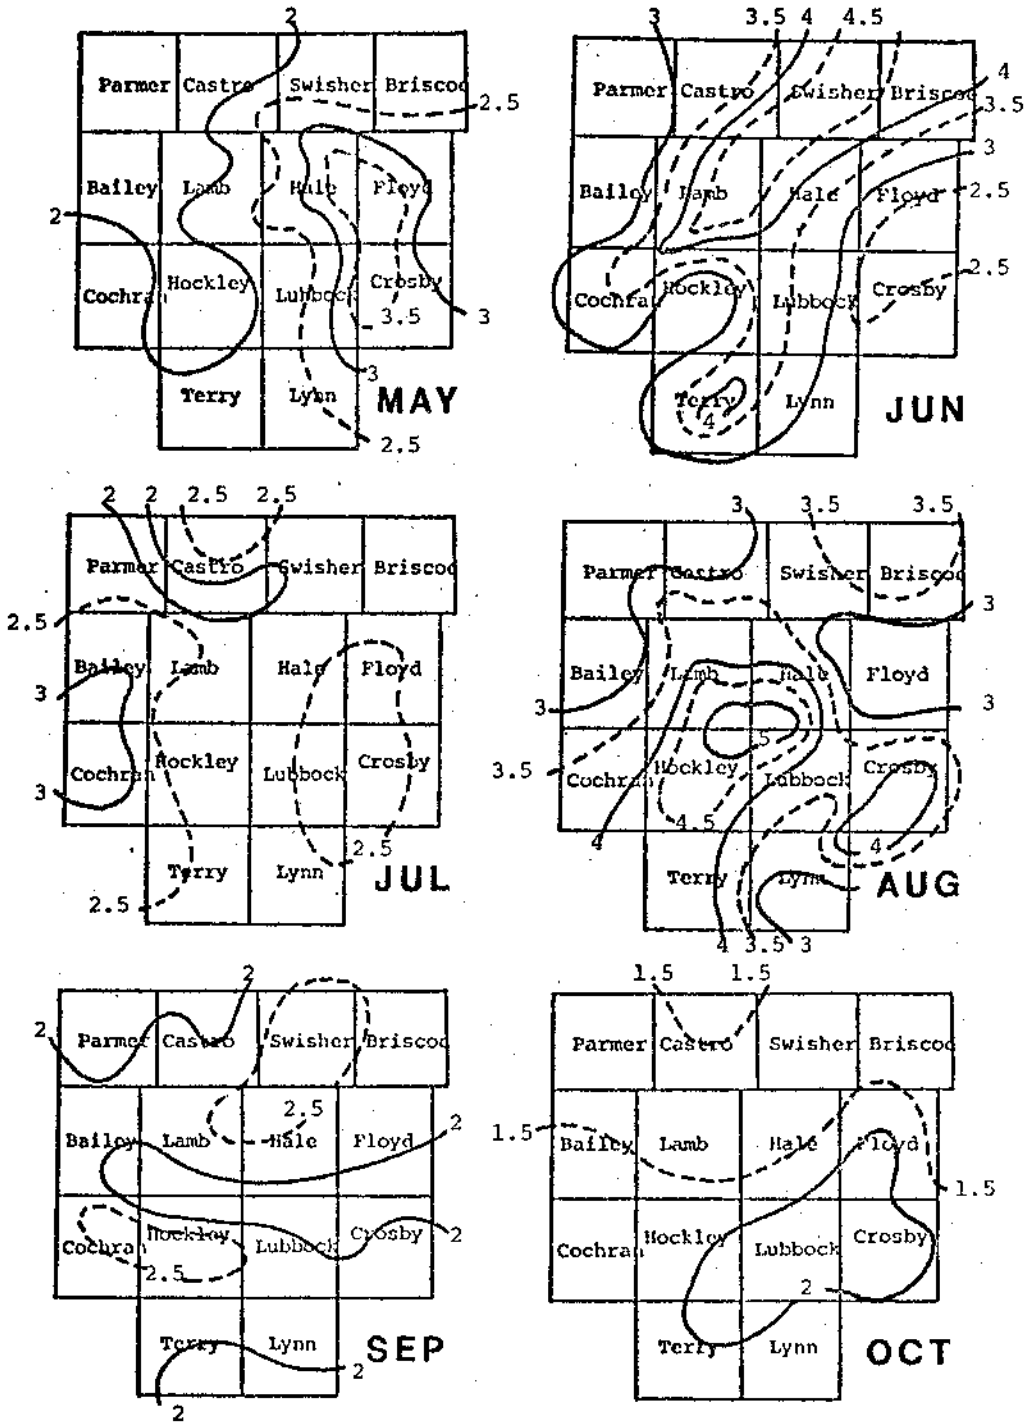 2
3 3.5 4 4.5
Parmer Castro Swisher Briscoe
2.5
4
Parmer Castro Swisher Briscoe
3.5
3
Bailey Lamb Hale Floyd
2
Bailey Lamb Hale Floyd
2.5
2.5
Cochran Hockley Lubbock Crosby
3.5 3
Cochran Hockley Lubbock Crosby
3
Terry Lynn MAY
2.5
Terry Lynn JUN
4
2 2 2.5 2.5
3 3.5 3.5
Parmer Castro Swisher Briscoe
Parmer Castro Swisher Briscoe
2.5
3
Bailey Lamb Hale Floyd
3
Bailey Lamb Hale Floyd
3 3
5
Cochran Hockley Lubbock Crosby
3
3.5
Cochran Hockley Lubbock Crosby
4.5
4 4
2.5
Terry Lynn JUL
2.5
Terry Lynn AUG
4 3.5 3
2
1.5 1.5
2
Parmer Castro Swisher Briscoe
Parmer Castro Swisher Briscoe
2.5
2
Bailey Lamb Hale Floyd
1.5
Bailey Lamb Hale Floyd
1.5
Cochran Hockley Lubbock Crosby 2
2.5
Cochran Hockley Lubbock Crosby
2
Terry Lynn SEP
2
2
Terry Lynn OCT